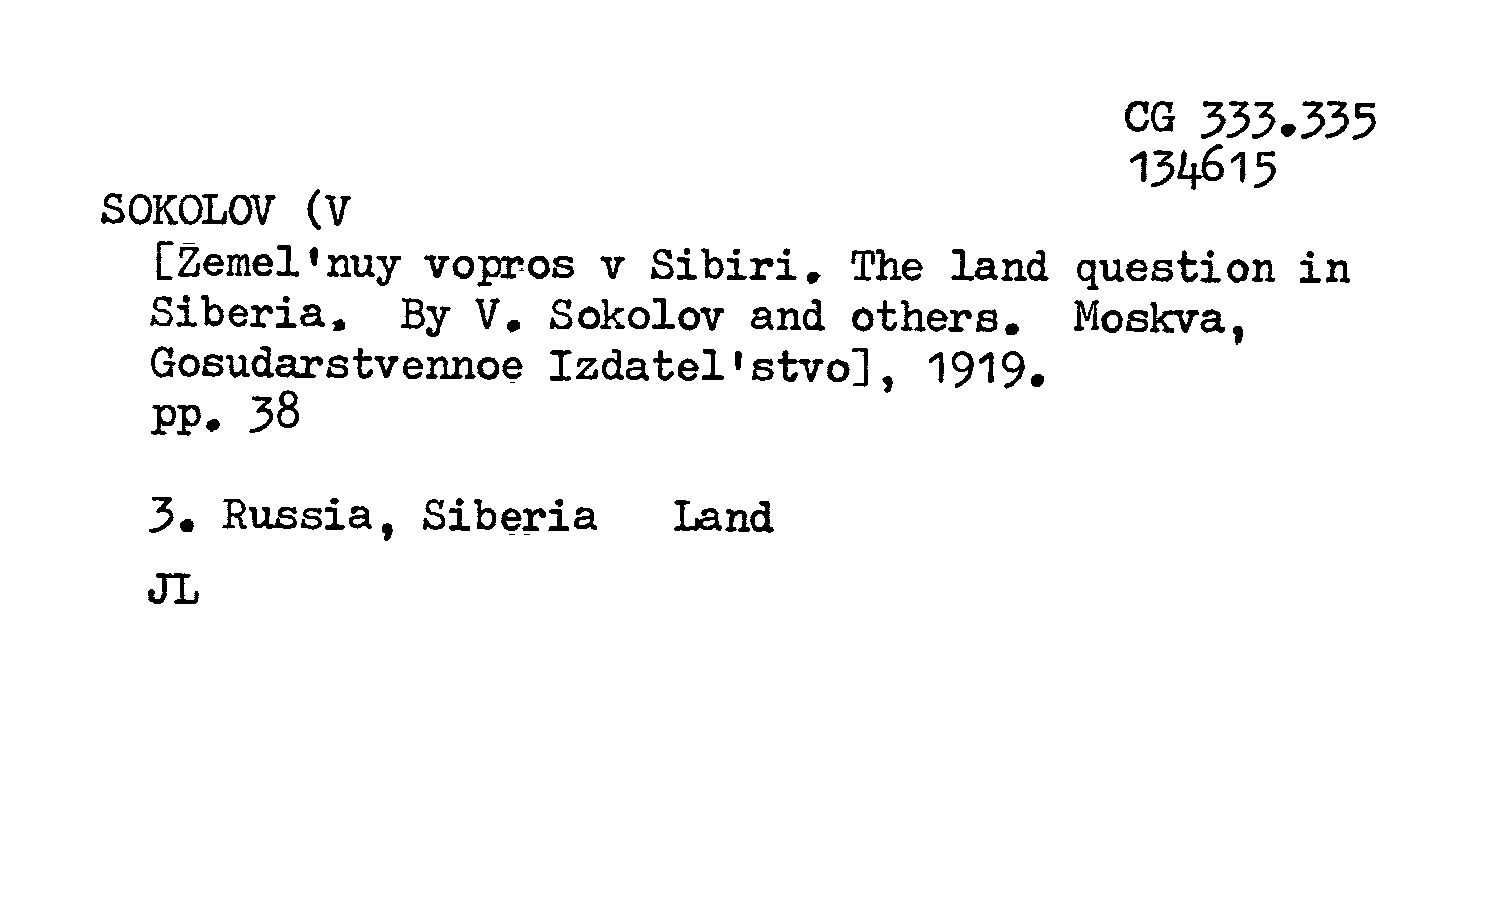 CG 333.335
134615
SOKOLOV (V
[Zemel'nuy vopros v Sibiri. The land question in
Siberia. By V. Sokolov and others. Moskva,
Gosudarstvennoe Izdatel'stvo], 1919.
pp. 38
3. Russia, Siberia Land
JL